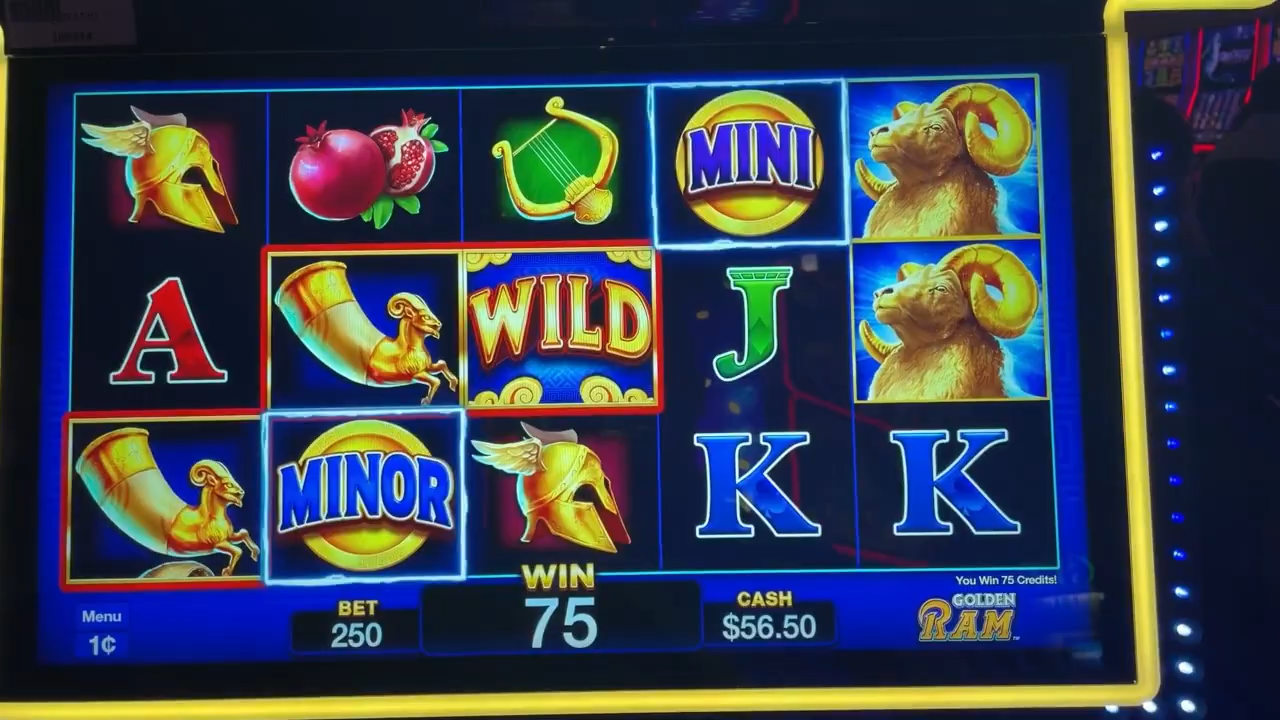 MINI
A
WILD
J
MINOR
K
K
You Win 75 Credits!
WIN
75
Menu
1¢
BET
250
CASH
$56.50
GOLDEN
RAM